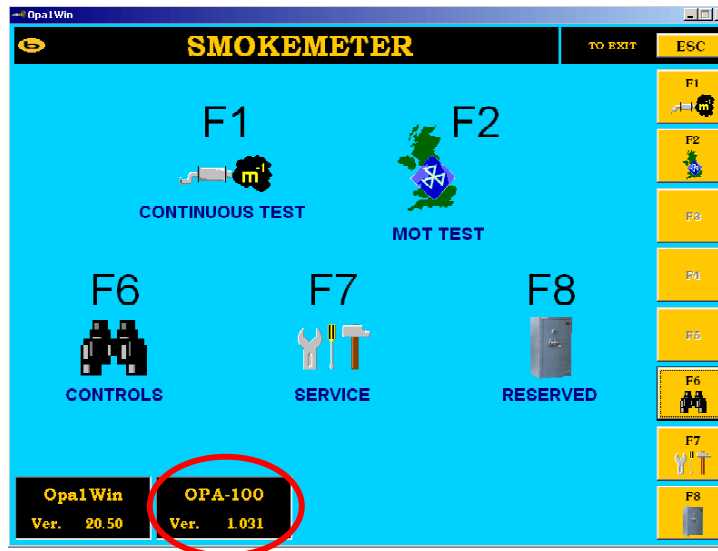 Opa1Win
SMOKEMETER
TO EXIT
ESC
F1
m-1
CONTINUOUS TEST
F2
MOT TEST
F6
CONTROLS
F7
SERVICE
F8
RESERVED
F1
m
F2
F3
F4
F5
F6
F7
F8
Opa1Win
Ver. 20.50
OPA-100
Ver. 1.031